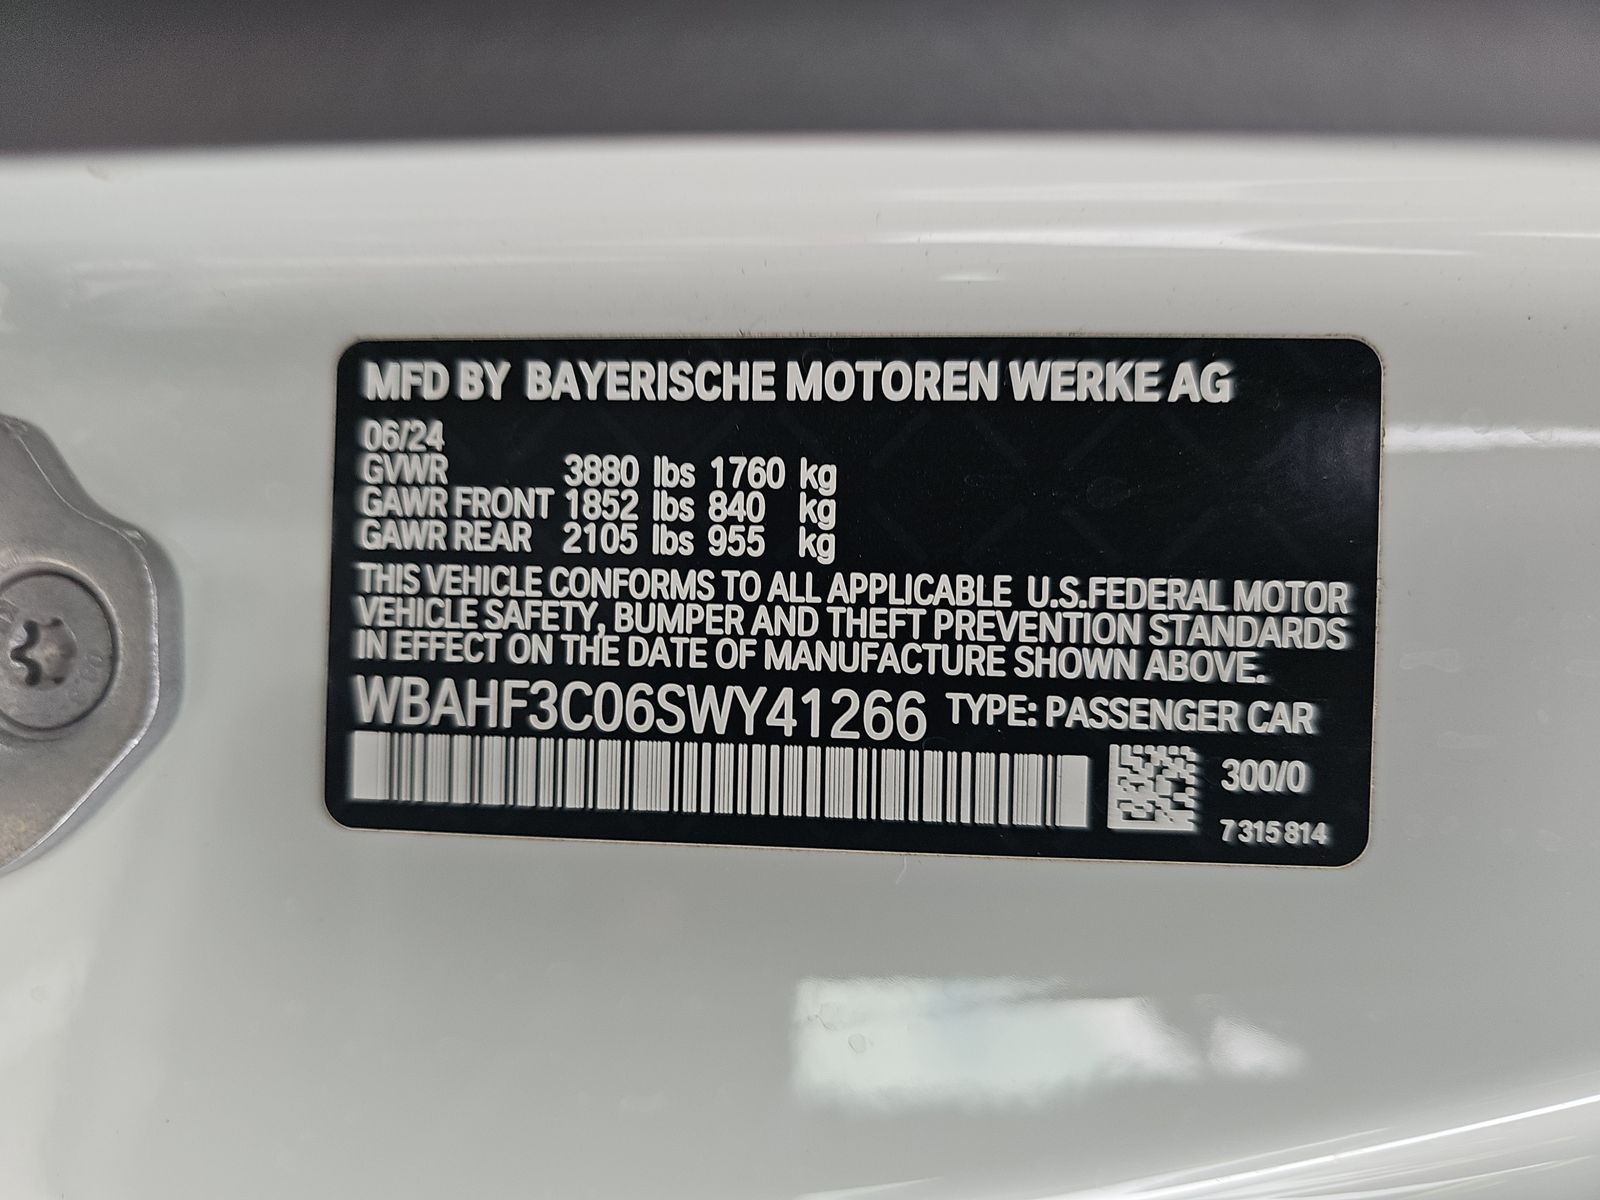 MFD BY BAYERISCHE MOTOREN WERKE AG
06/24
GVWR 3880 lbs 1760 kg
GAWR FRONT 1852 lbs 840 kg
GAWR REAR 2105 lbs 955 kg
THIS VEHICLE CONFORMS TO ALL APPLICABLE U.S.FEDERAL MOTOR
VEHICLE SAFETY, BUMPER AND THEFT PREVENTION STANDARDS
IN EFFECT ON THE DATE OF MANUFACTURE SHOWN ABOVE.
WBAHF3C06SWY41266 TYPE: PASSENGER CAR
300/0
7 315 814